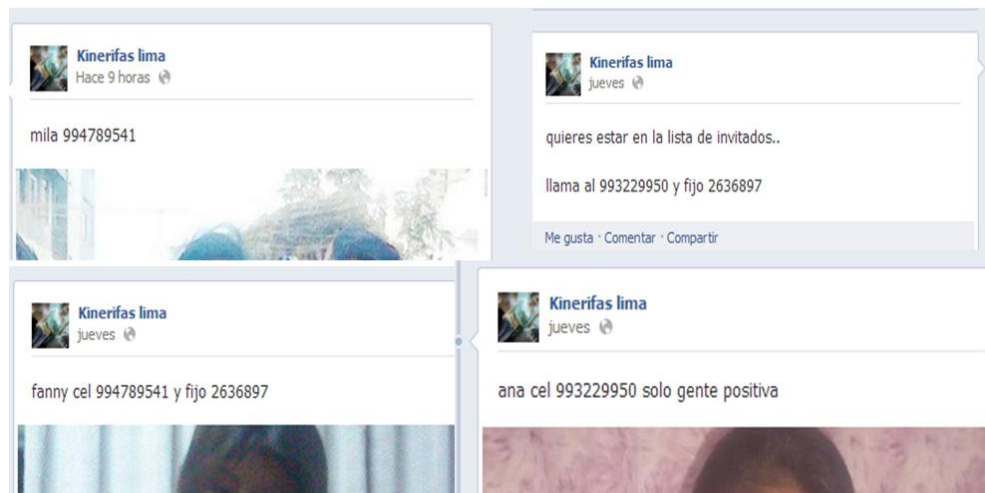 Kinerifas lima
Hace 9 horas
mila 994789541
Kinerifas lima
jueves
quieres estar en la lista de invitados..
llama al 993229950 y fijo 2636897
Me gusta · Comentar · Compartir
Kinerifas lima
jueves
fanny cel 994789541 y fijo 2636897
Kinerifas lima
jueves
ana cel 993229950 solo gente positiva